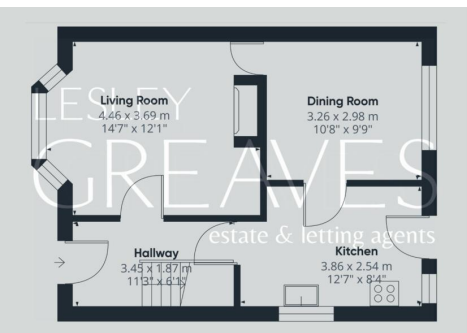 Living Room
4.46 x 3.69 m
14'7" x 12'1"
Dining Room
3.26 x 2.98 m
10'8" x 9'9"
LESLEY
GREAVES
estate & letting agents
Hallway
3.45 x 1.87 m
11'3" x 6'1"
Kitchen
3.86 x 2.54 m
12'7" x 8'4"